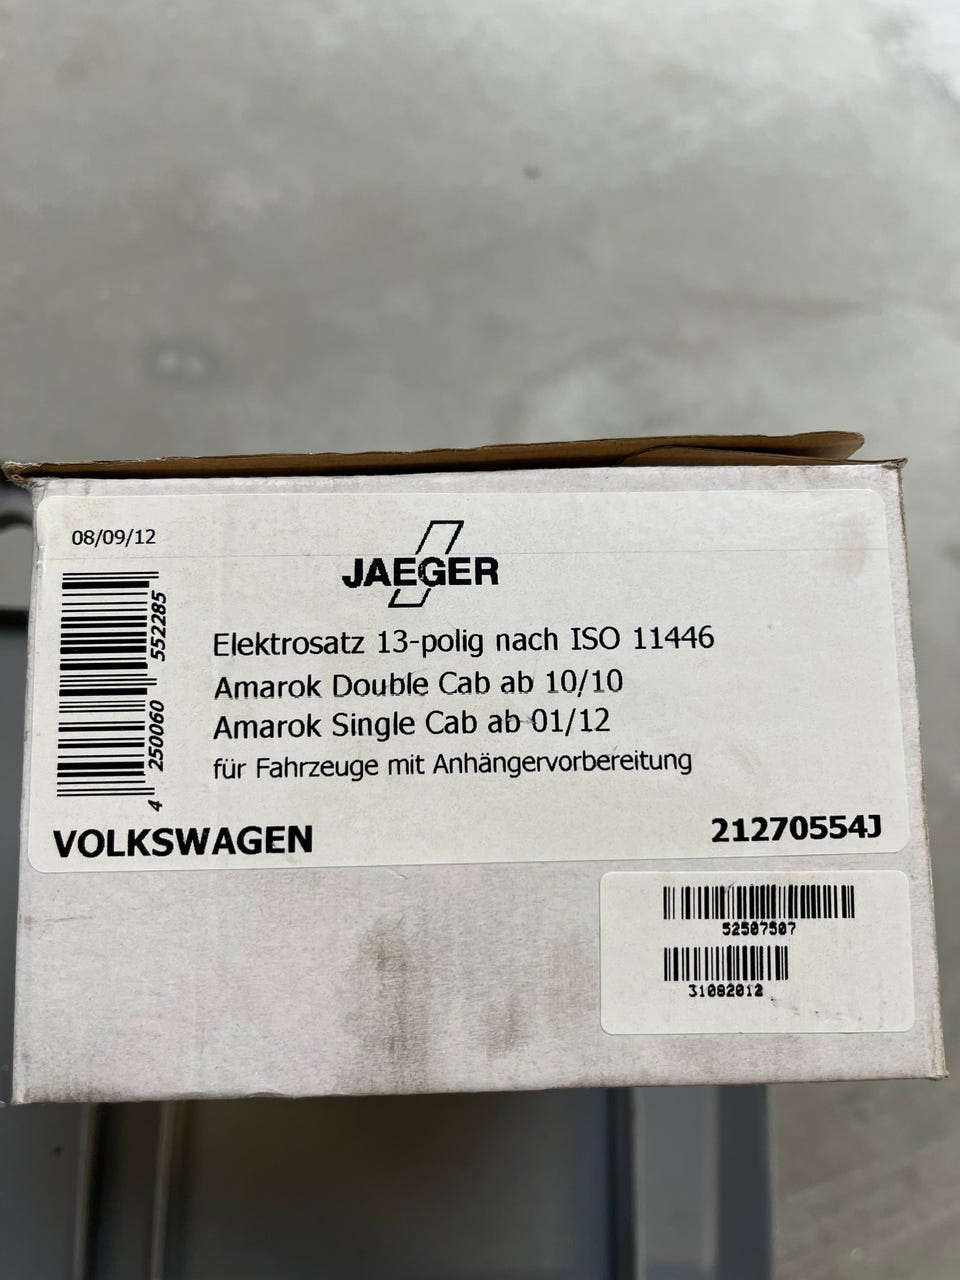 08/09/12
JAEGER
4 250060 552285
Elektrosatz 13-polig nach ISO 11446
Amarok Double Cab ab 10/10
Amarok Single Cab ab 01/12
für Fahrzeuge mit Anhängervorbereitung
VOLKSWAGEN
21270554J
52507507
31082012